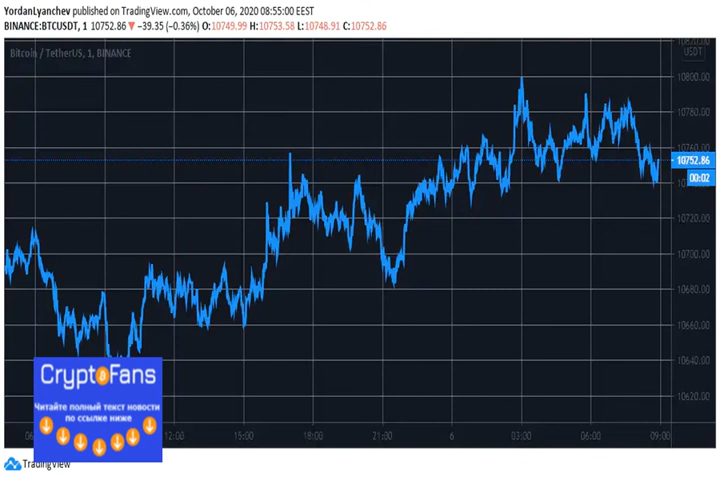 YordanLyanchev published on TradingView.com, October 06, 2020 08:55:00 EEST
BINANCE:BTCUSDT, 1 10752.86 ▼ −39.35 (−0.36%) O:10749.99 H:10753.58 L:10748.91 C:10752.86
Bitcoin / TetherUS, 1, BINANCE
USDT
10800.00
10780.00
10740.00
10752.86
00:02
10720.00
10700.00
10680.00
10660.00
10640.00
10620.00
CryptoFans
Читайте полный текст новости
по ссылке ниже
12:00
15:00
18:00
21:00
6
03:00
06:00
09:00
TradingView